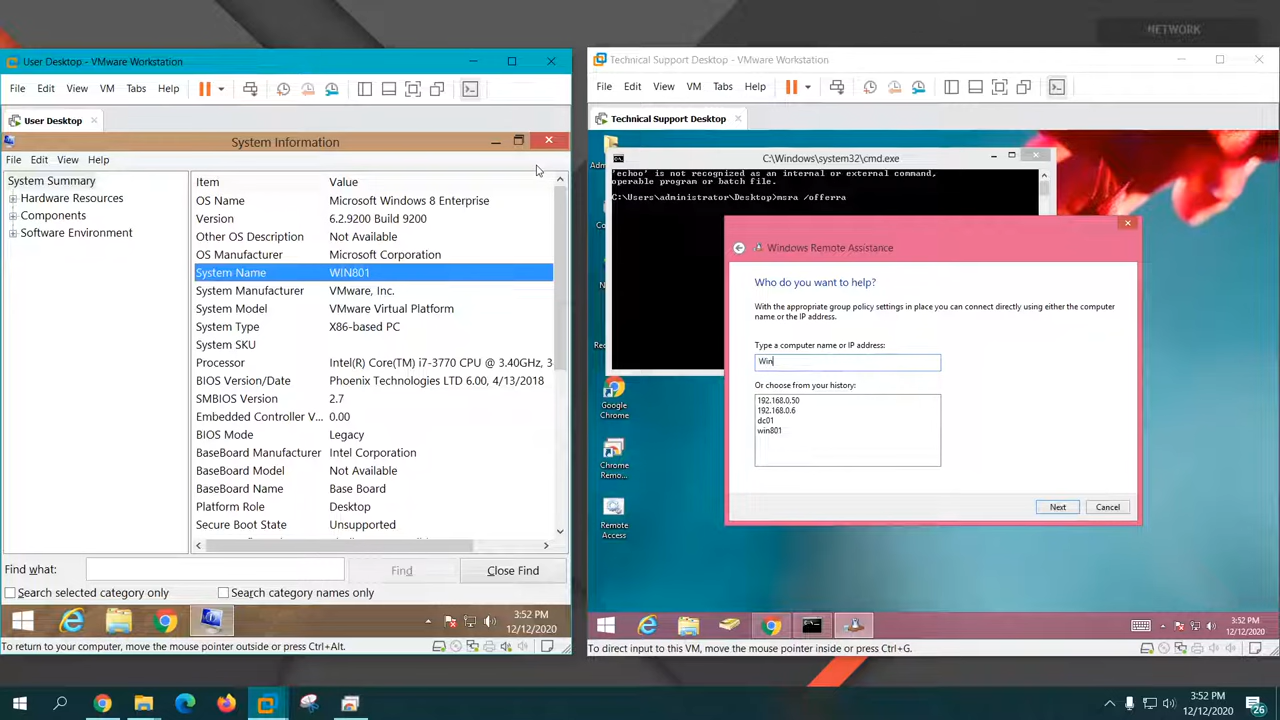 NETWORK
User Desktop - VMware Workstation
File Edit View VM Tabs Help
User Desktop
System Information
File Edit View Help
System Summary
Hardware Resources
Components
Software Environment
Item Value
OS Name Microsoft Windows 8 Enterprise
Version 6.2.9200 Build 9200
Other OS Description Not Available
OS Manufacturer Microsoft Corporation
System Name WIN801
System Manufacturer VMware, Inc.
System Model VMware Virtual Platform
System Type X86-based PC
System SKU
Processor Intel(R) Core(TM) i7-3770 CPU @ 3.40GHz, 3
BIOS Version/Date Phoenix Technologies LTD 6.00, 4/13/2018
SMBIOS Version 2.7
Embedded Controller V... 0.00
BIOS Mode Legacy
BaseBoard Manufacturer Intel Corporation
BaseBoard Model Not Available
BaseBoard Name Base Board
Platform Role Desktop
Secure Boot State Unsupported
Find what:
Find
Close Find
Search selected category only
Search category names only
3:52 PM
12/12/2020
To return to your computer, move the mouse pointer outside or press Ctrl+Alt.
Technical Support Desktop - VMware Workstation
File Edit View VM Tabs Help
Technical Support Desktop
C:\Windows\system32\cmd.exe
'echoo' is not recognized as an internal or external command,
operable program or batch file.
C:\Users\administrator\Desktop>msra /offerra
Windows Remote Assistance
Who do you want to help?
With the appropriate group policy settings in place you can connect directly using either the computer
name or the IP address.
Type a computer name or IP address:
Win
Or choose from your history:
192.168.0.50
192.168.0.6
dc01
win801
Next
Cancel
Google
Chrome
Chrome
Remo...
Remote
Access
3:52 PM
12/12/2020
To direct input to this VM, move the mouse pointer inside or press Ctrl+G.
3:52 PM
12/12/2020
26